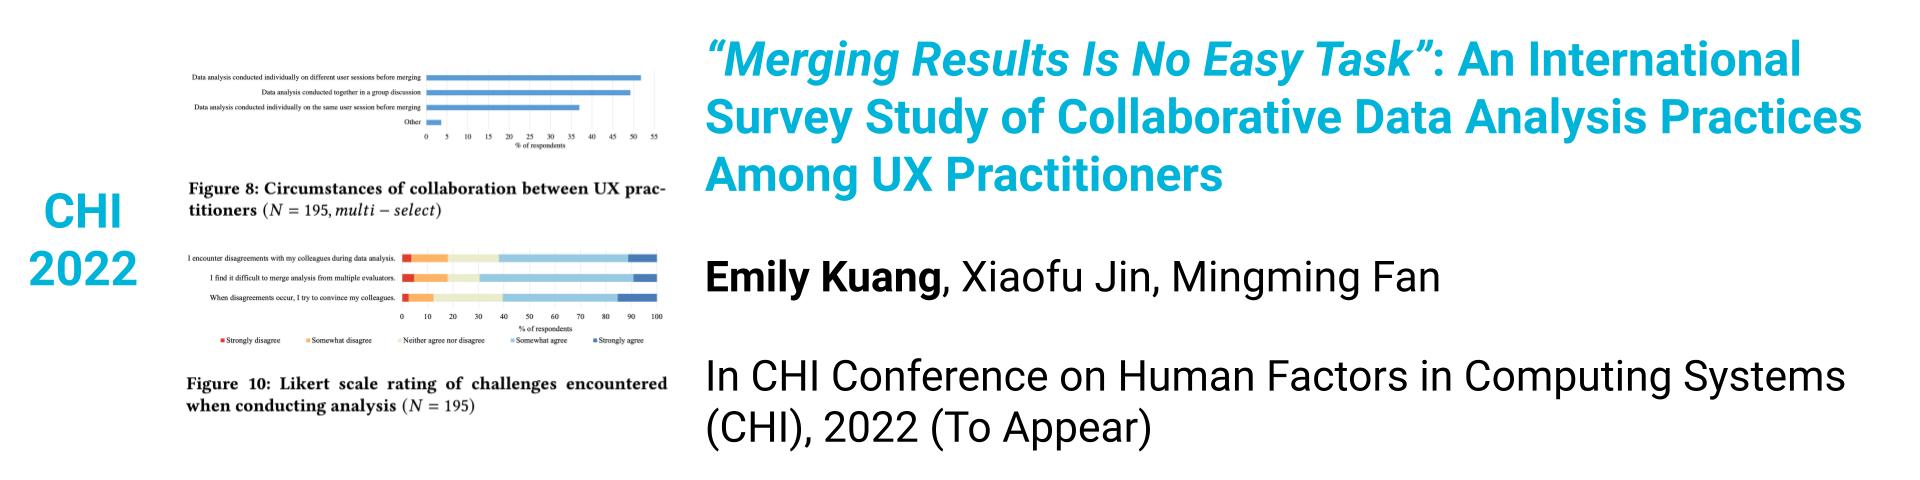 CHI
2022
Data analysis conducted individually on different user sessions before merging
Data analysis conducted together in a group discussion
Data analysis conducted individually on the same user session before merging
Other
0 5 10 15 20 25 30 35 40 45 50 55
% of respondents
Figure 8: Circumstances of collaboration between UX prac-
titioners (N = 195, multi − select)
I encounter disagreements with my colleagues during data analysis.
I find it difficult to merge analysis from multiple evaluators.
When disagreements occur, I try to convince my colleagues.
0 10 20 30 40 50 60 70 80 90 100
% of respondents
Strongly disagree Somewhat disagree Neither agree nor disagree Somewhat agree Strongly agree
Figure 10: Likert scale rating of challenges encountered
when conducting analysis (N = 195)
“Merging Results Is No Easy Task”: An International
Survey Study of Collaborative Data Analysis Practices
Among UX Practitioners
Emily Kuang, Xiaofu Jin, Mingming Fan
In CHI Conference on Human Factors in Computing Systems
(CHI), 2022 (To Appear)